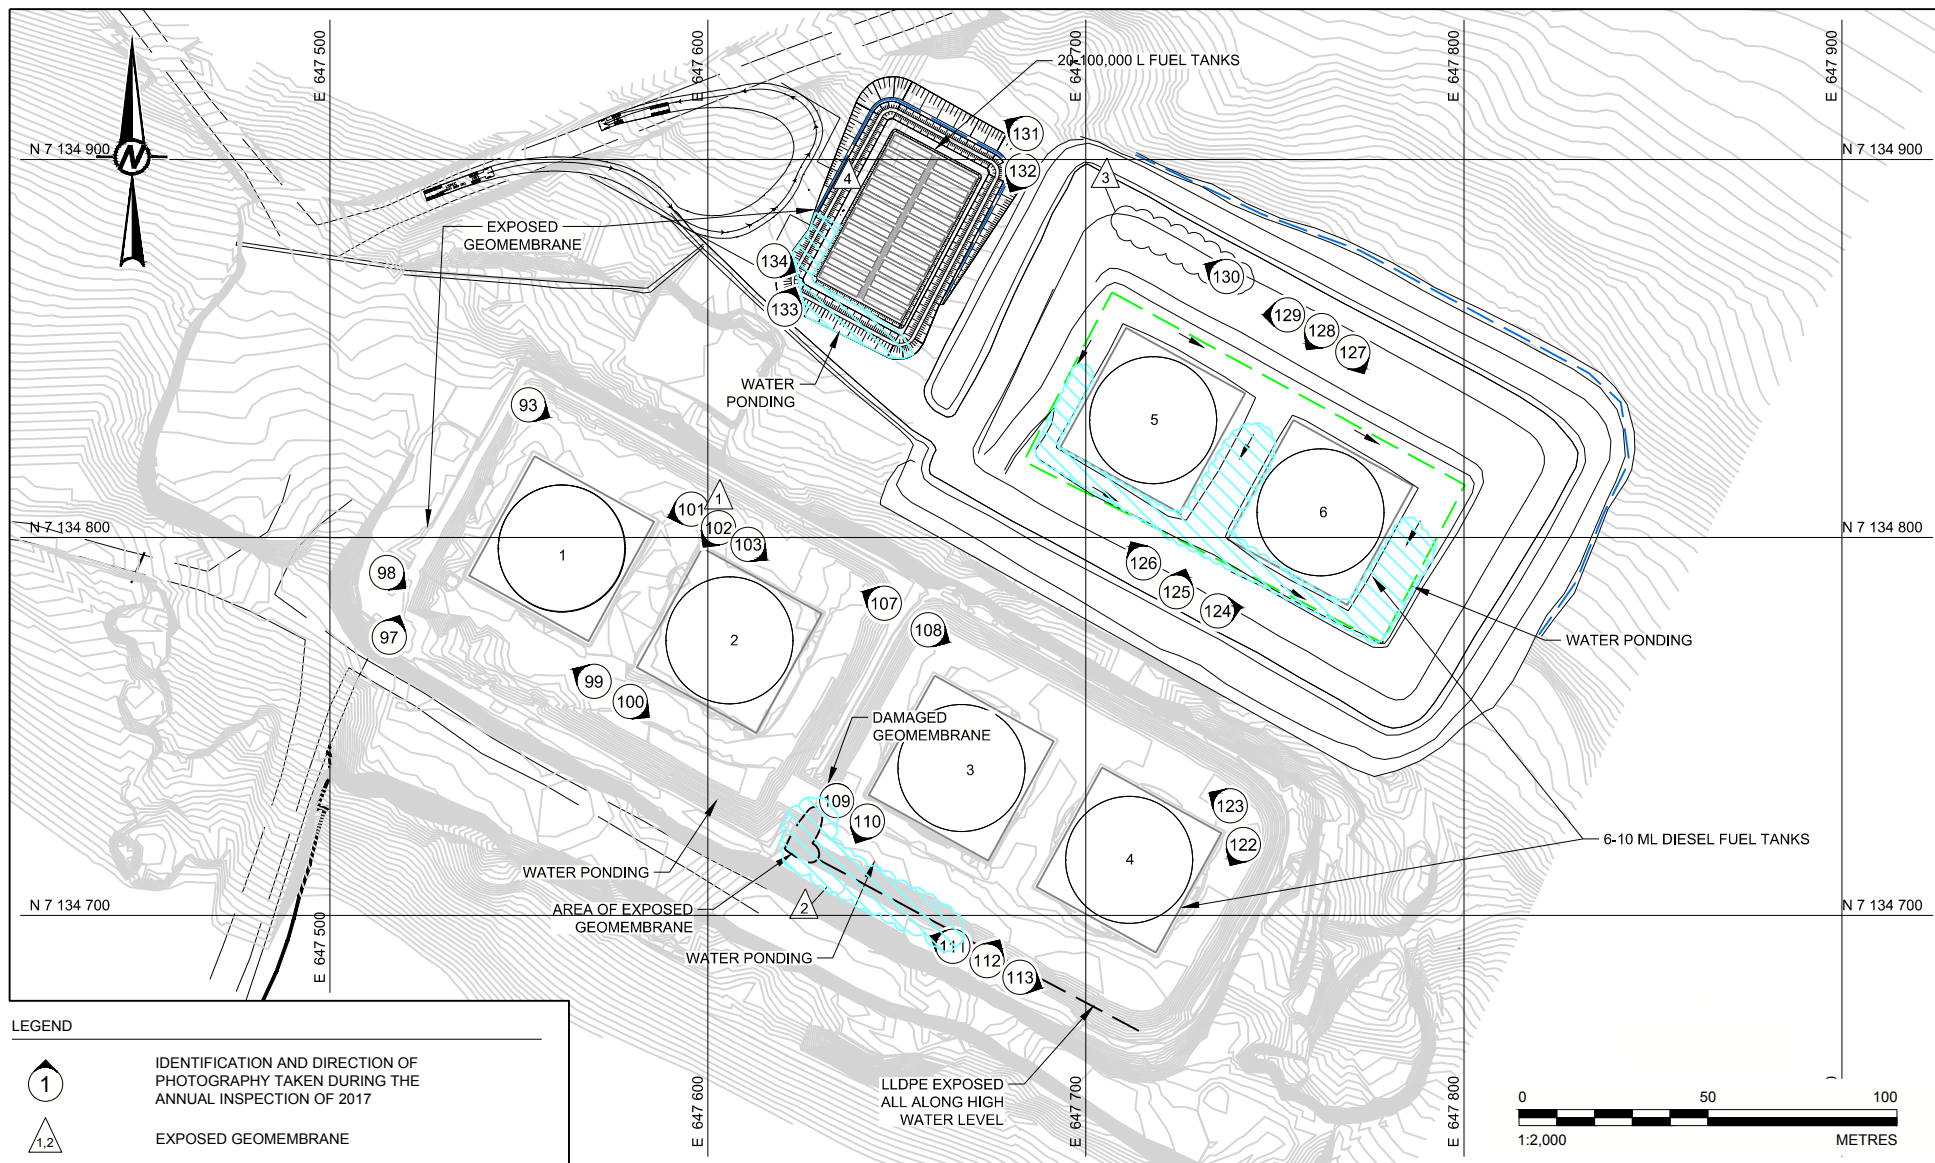 E 647 500
E 647 600
E 647 700
E 647 800
E 647 900
20-100,000 L FUEL TANKS
131
N
N 7 134 900
N 7 134 900
132
4
3
EXPOSED
GEOMEMBRANE
134
130
133
129
128
127
WATER
PONDING
93
5
101
1
102
103
6
N 7 134 800
N 7 134 800
1
98
126
125
124
107
108
97
2
WATER PONDING
99
100
DAMAGED
GEOMEMBRANE
3
109
110
123
122
6-10 ML DIESEL FUEL TANKS
4
WATER PONDING
AREA OF EXPOSED
GEOMEMBRANE
2
N 7 134 700
N 7 134 700
E 647 500
WATER PONDING
111
112
113
LLDPE EXPOSED
ALL ALONG HIGH
WATER LEVEL
E 647 600
E 647 700
E 647 800
LEGEND
1
IDENTIFICATION AND DIRECTION OF
PHOTOGRAPHY TAKEN DURING THE
ANNUAL INSPECTION OF 2017
1,2
EXPOSED GEOMEMBRANE
0
50
100
1:2,000
METRES